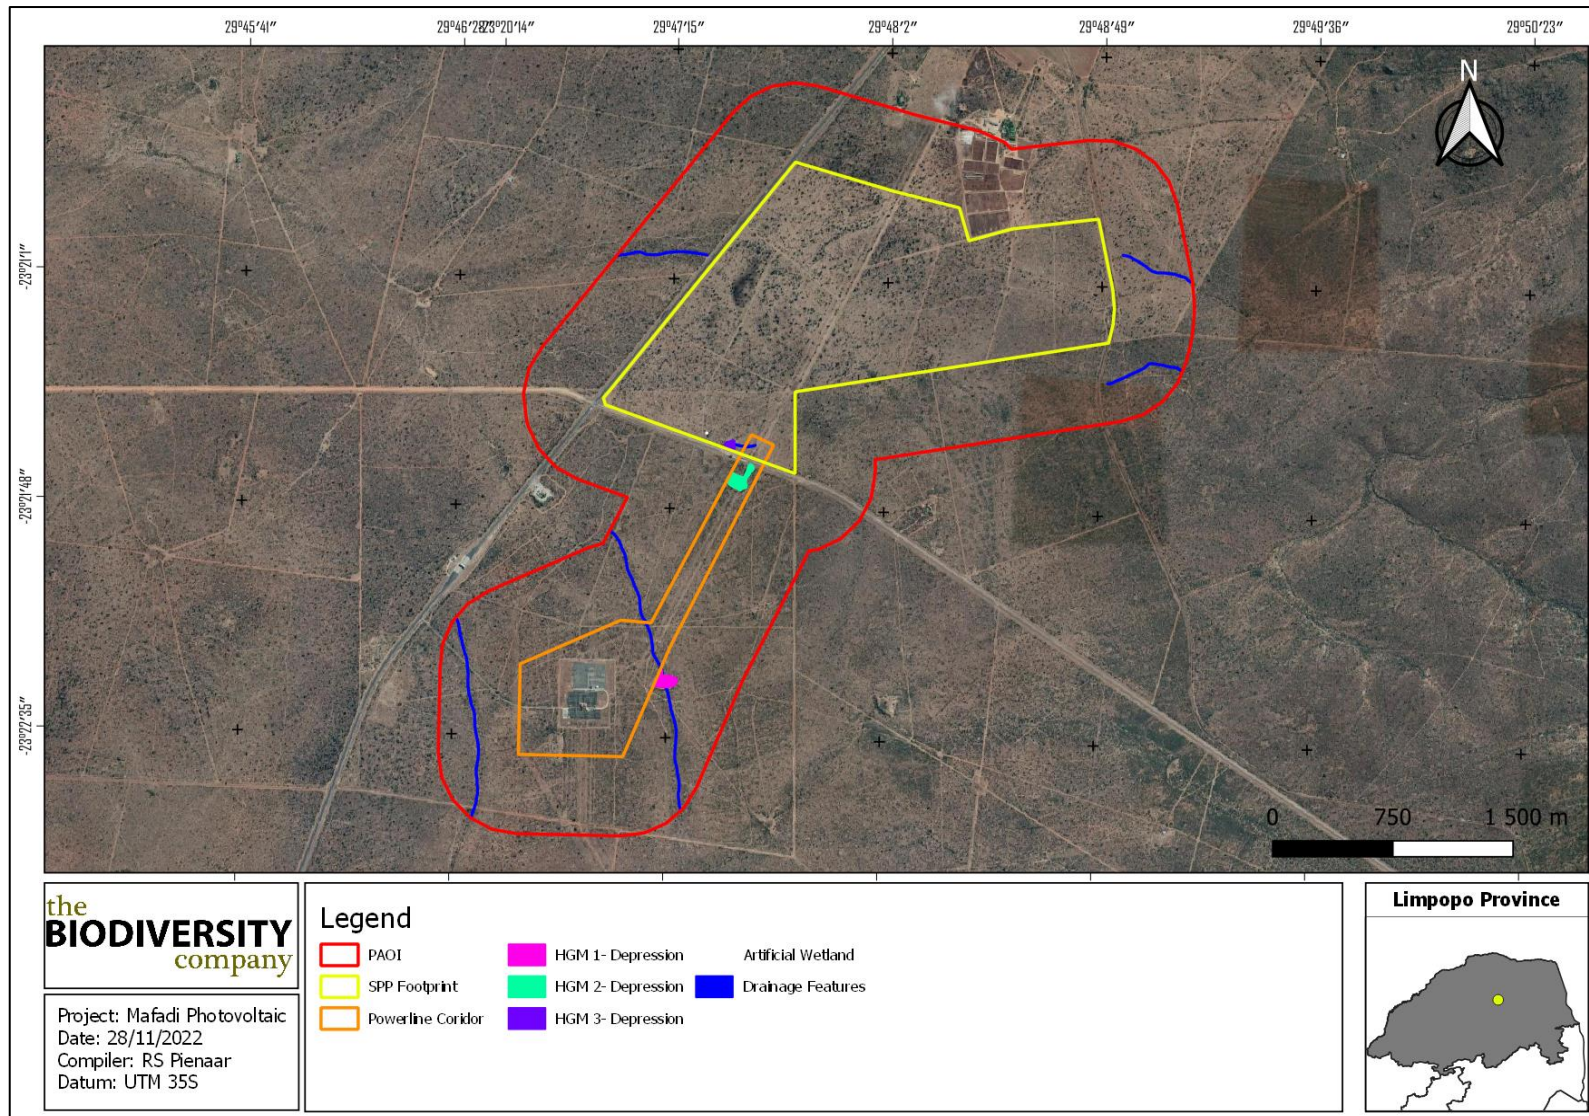 29°45'41" 29°46'28" -23°20'14" 29°47'15" 29°48'2" 29°48'49" 29°49'36" 29°50'23"
N
-23°21'1"
-23°21'48"
-23°22'35"
0 750 1 500 m
the
BIODIVERSITY
company
Project: Mafadi Photovoltaic
Date: 28/11/2022
Compiler: RS Pienaar
Datum: UTM 35S
Legend
PAOI
SPP Footprint
Powerline Coridor
HGM 1- Depression
HGM 2- Depression
HGM 3- Depression
Artificial Wetland
Drainage Features
Limpopo Province